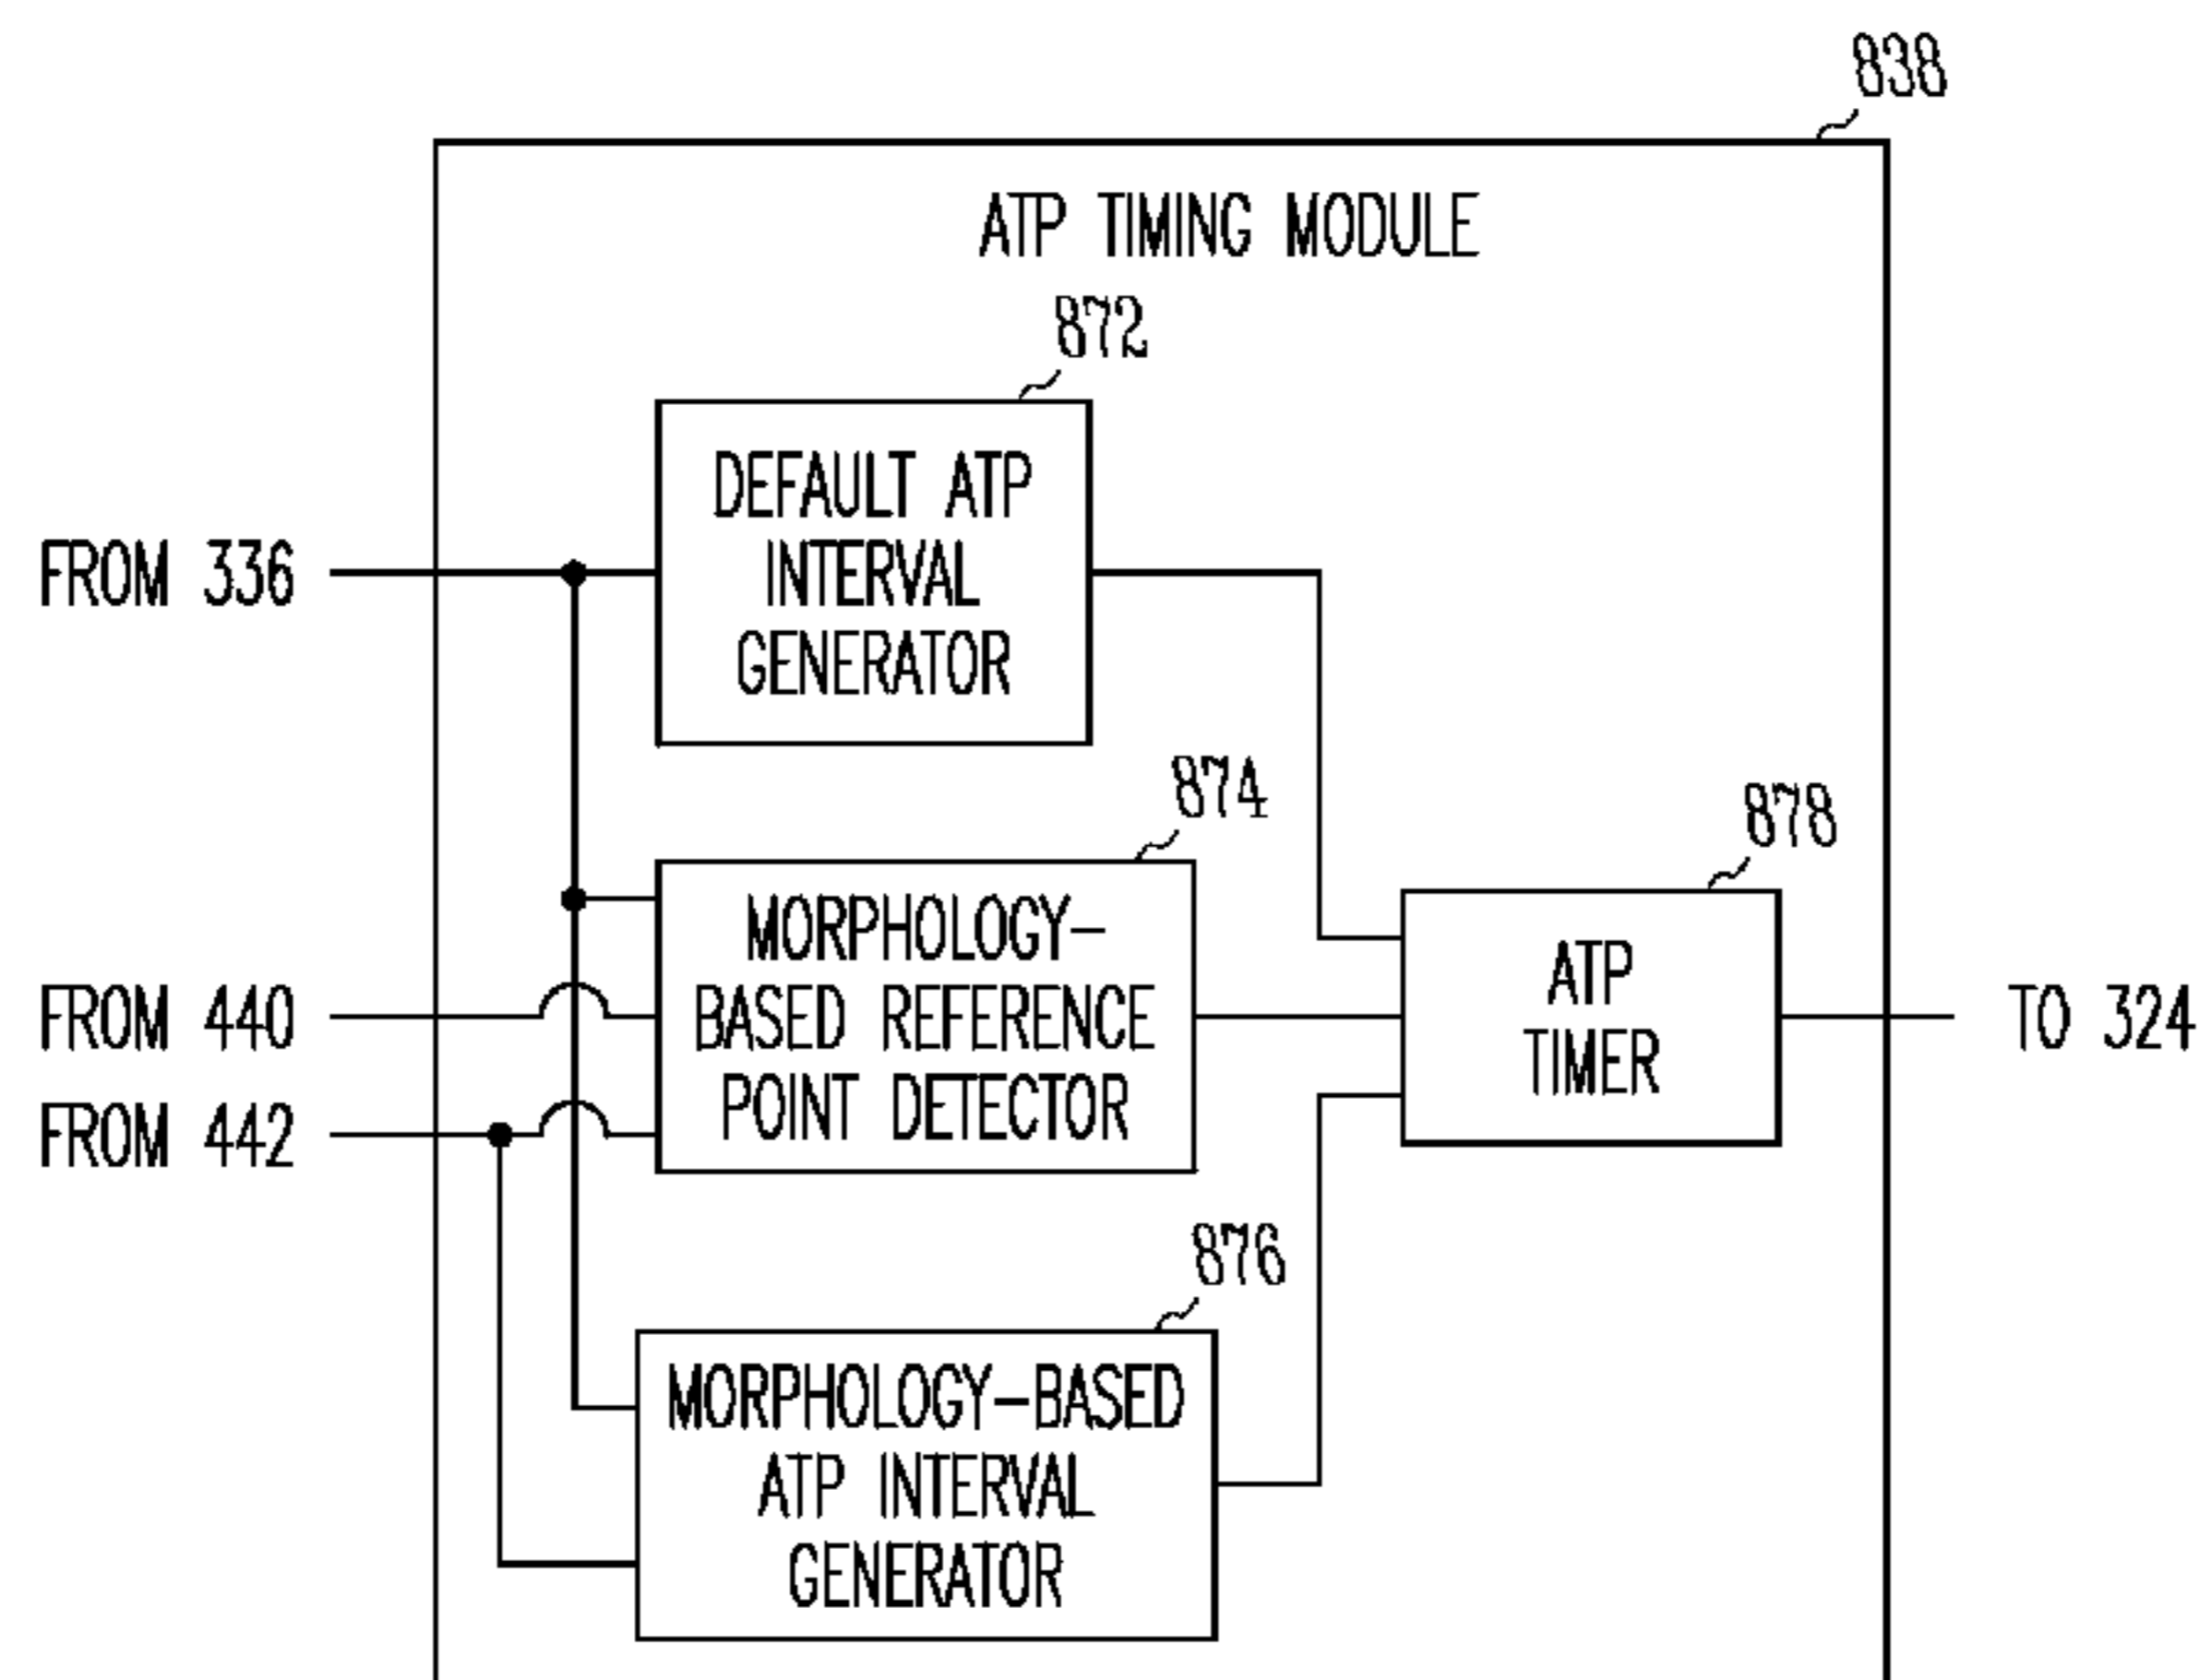 838
ATP TIMING MODULE
872
DEFAULT ATP
INTERVAL
GENERATOR
FROM 336
874
MORPHOLOGY-
BASED REFERENCE
POINT DETECTOR
FROM 440
FROM 442
878
ATP
TIMER
TO 324
876
MORPHOLOGY-BASED
ATP INTERVAL
GENERATOR